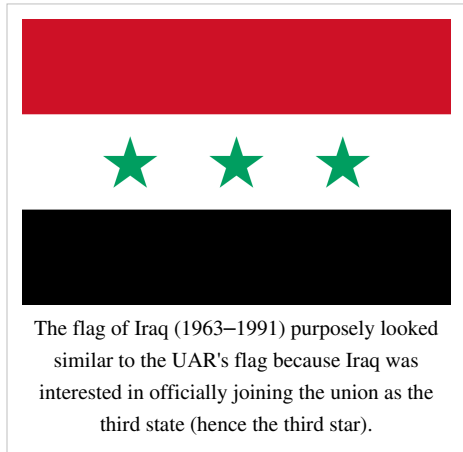 The flag of Iraq (1963–1991) purposely looked
similar to the UAR's flag because Iraq was
interested in officially joining the union as the
third state (hence the third star).